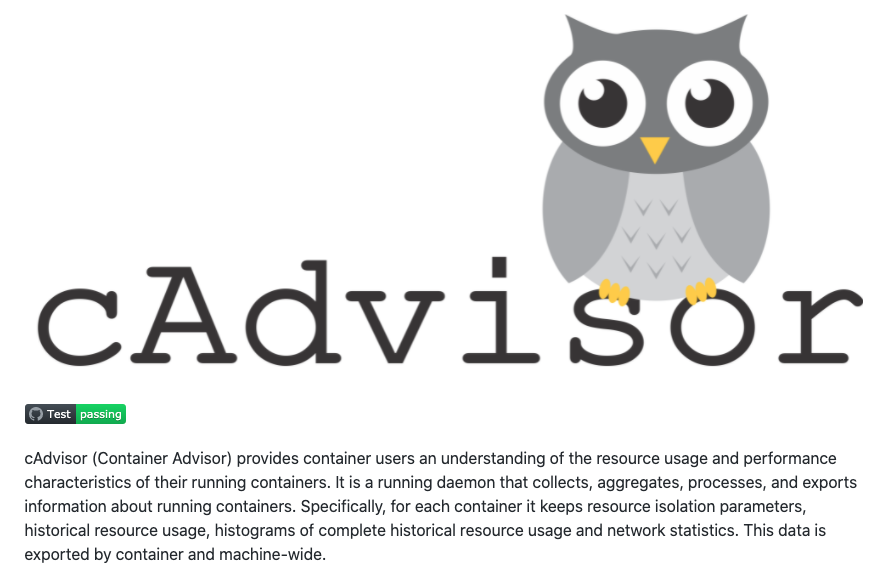 cAdvisor
Test passing
cAdvisor (Container Advisor) provides container users an understanding of the resource usage and performance
characteristics of their running containers. It is a running daemon that collects, aggregates, processes, and exports
information about running containers. Specifically, for each container it keeps resource isolation parameters,
historical resource usage, histograms of complete historical resource usage and network statistics. This data is
exported by container and machine-wide.